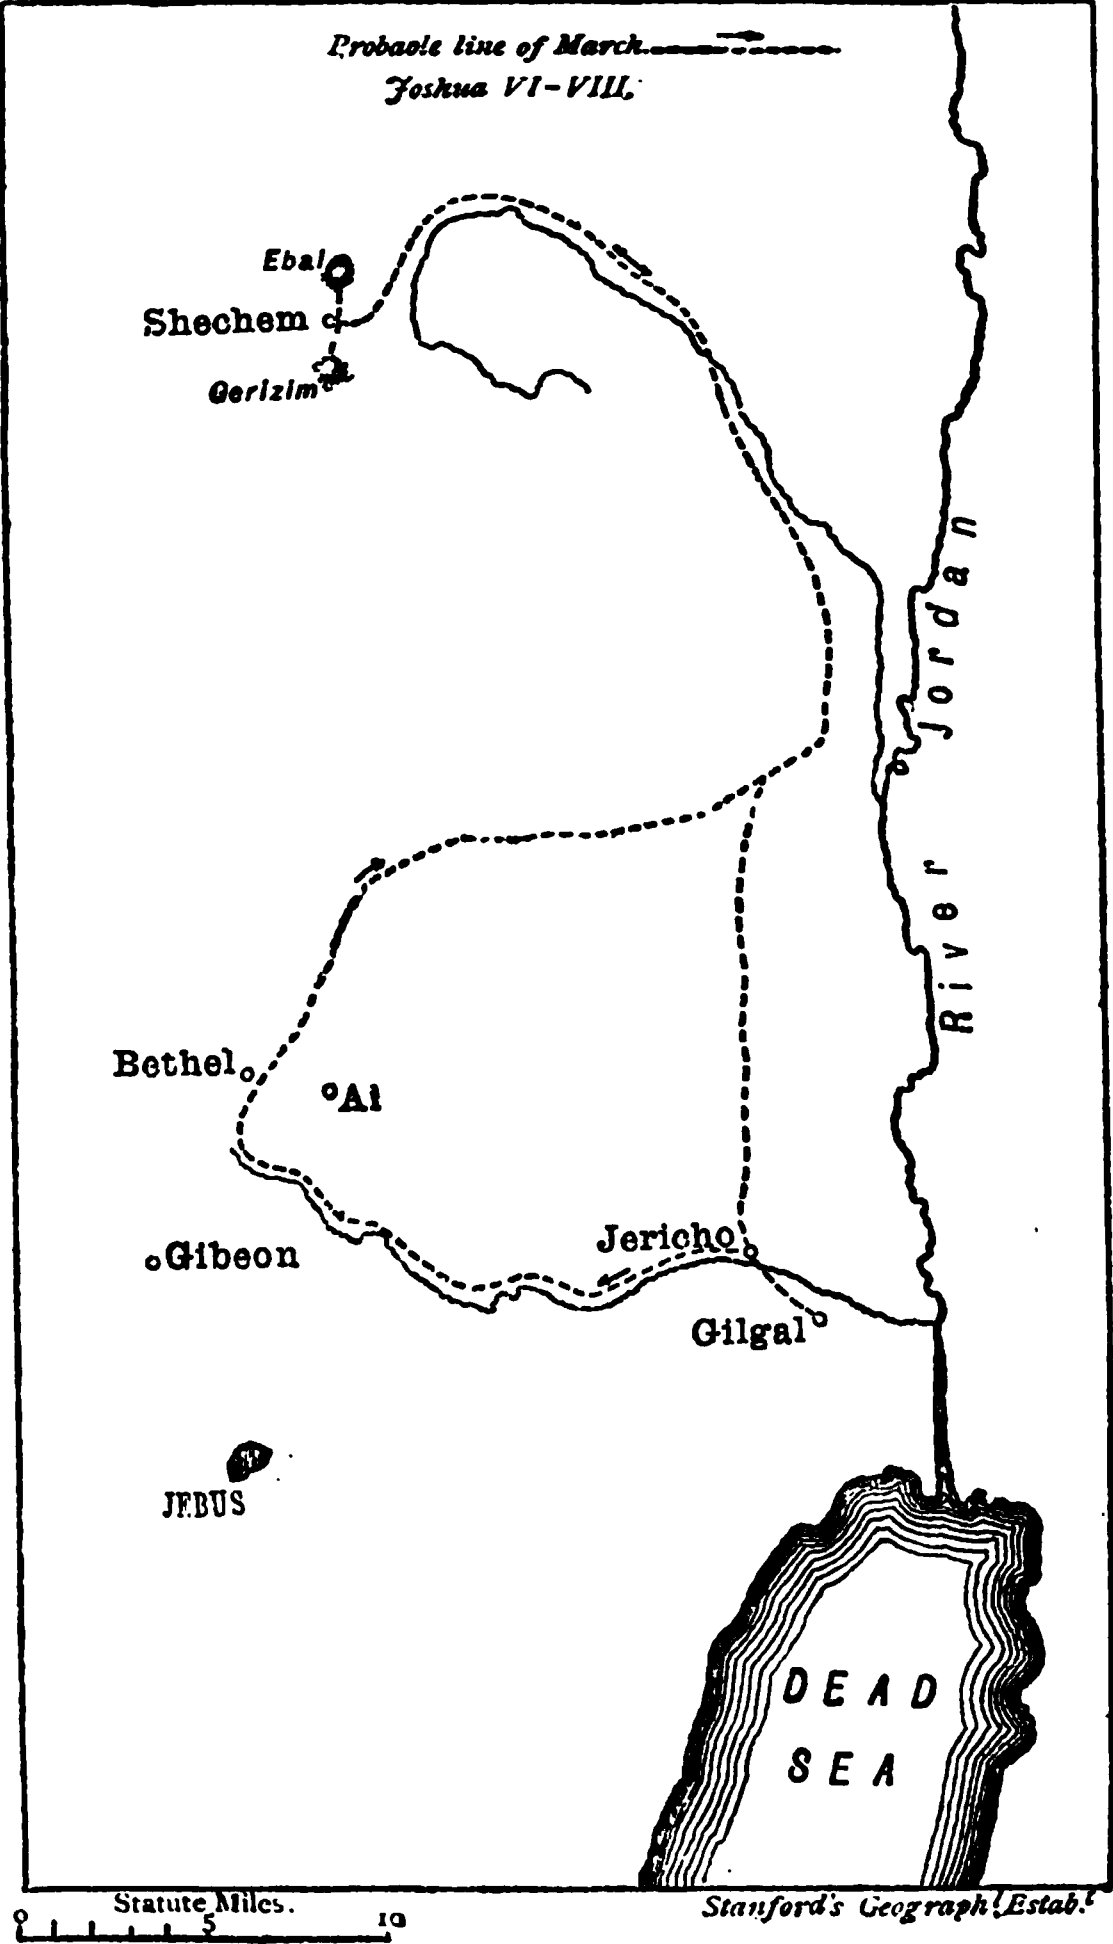 Probable line of March
Joshua VI-VIII.
Ebal
Shechem
Gerizim
River Jordan
Bethel
Ai
Gibeon
Jericho
Gilgal
JEBUS
DEAD
SEA
Statute Miles.
0 5 10
Stanford's Geograph! Estab.t